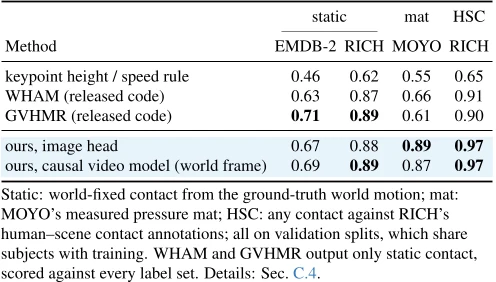 static mat HSC
Method EMDB-2 RICH MOYO RICH
keypoint height / speed rule 0.46 0.62 0.55 0.65
WHAM (released code) 0.63 0.87 0.66 0.91
GVHMR (released code) 0.71 0.89 0.61 0.90
ours, image head 0.67 0.88 0.89 0.97
ours, causal video model (world frame) 0.69 0.89 0.87 0.97
Static: world-fixed contact from the ground-truth world motion; mat:
MOYO's measured pressure mat; HSC: any contact against RICH's
human–scene contact annotations; all on validation splits, which share
subjects with training. WHAM and GVHMR output only static contact,
scored against every label set. Details: Sec. C.4.